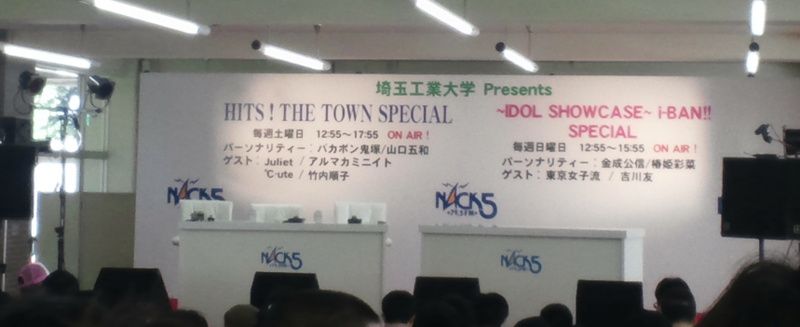 埼玉工業大学 Presents
HITS! THE TOWN SPECIAL
毎週土曜日 12:55～17:55 ON AIR!
パーソナリティー：バカボン鬼塚/山口五和
ゲスト：Juliet / アルマカミニイト
℃-ute / 竹内順子
~IDOL SHOWCASE~ i-BAN!!
SPECIAL
毎週日曜日 12:55～15:55 ON AIR!
パーソナリティー：金成公信/椿姫彩菜
ゲスト：東京女子流 / 吉川友
NACK5
NACK5
79.5FM
NACK5
NACK5